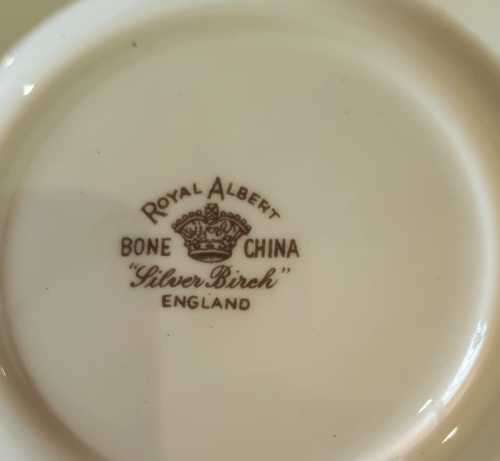 ROYAL ALBERT
BONE CHINA
"Silver Birch"
ENGLAND